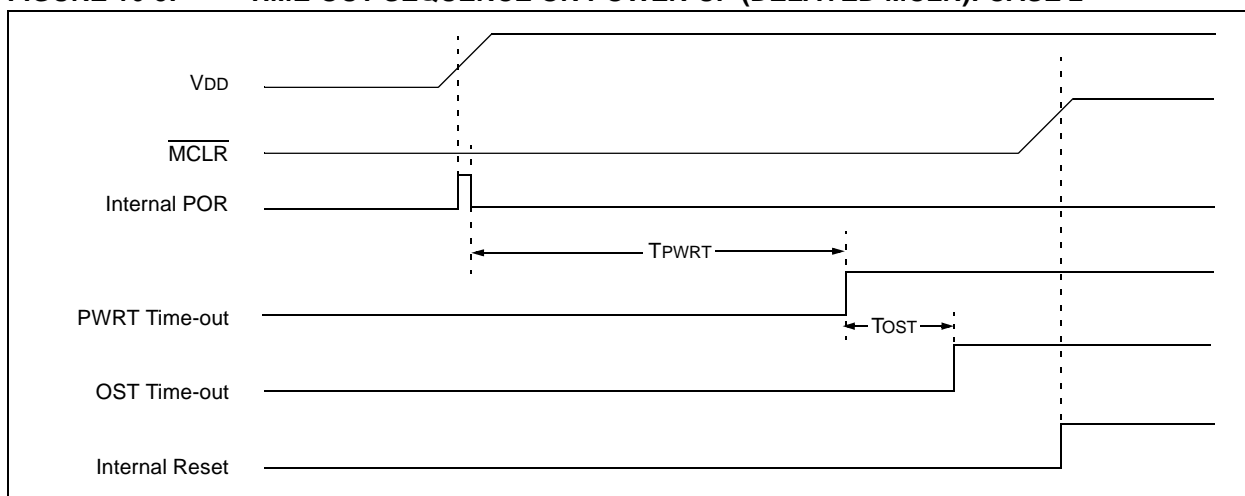 VDD
MCLR
Internal POR
TPWRT
PWRT Time-out
TOST
OST Time-out
Internal Reset